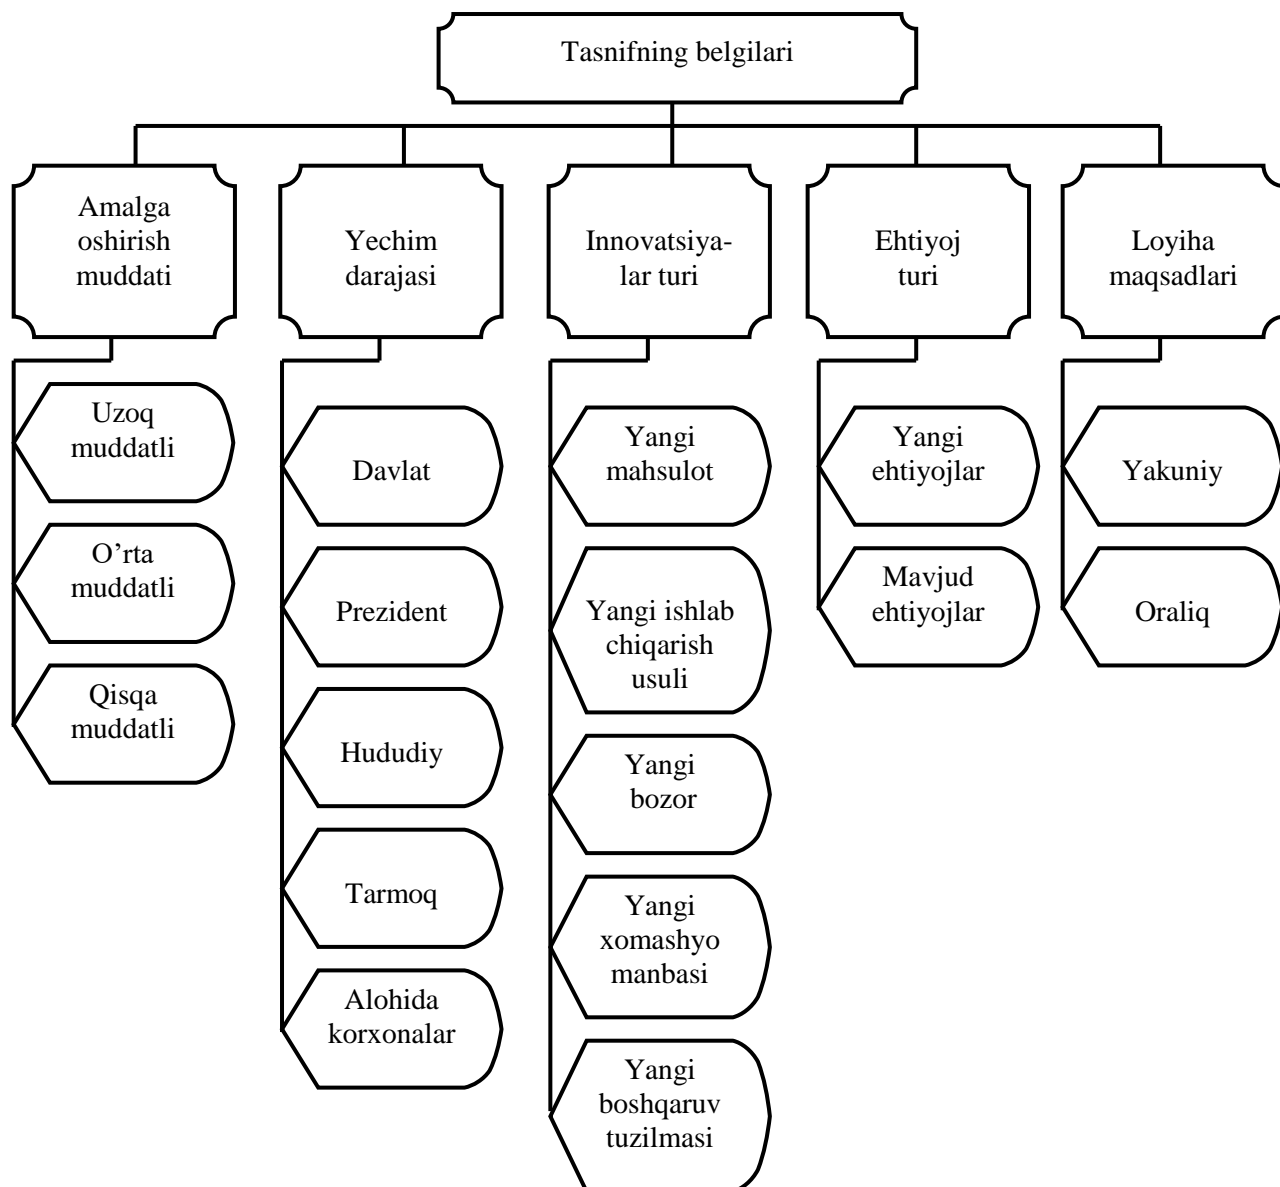 Tasnifning belgilari
Amalga
oshirish
muddati
Yechim
darajasi
Innovatsiya-
lar turi
Ehtiyoj
turi
Loyiha
maqsadlari
Uzoq
muddatli
O’rta
muddatli
Qisqa
muddatli
Davlat
Prezident
Hududiy
Tarmoq
Alohida
korxonalar
Yangi
mahsulot
Yangi ishlab
chiqarish
usuli
Yangi
bozor
Yangi
xomashyo
manbasi
Yangi
boshqaruv
tuzilmasi
Yangi
ehtiyojlar
Mavjud
ehtiyojlar
Yakuniy
Oraliq